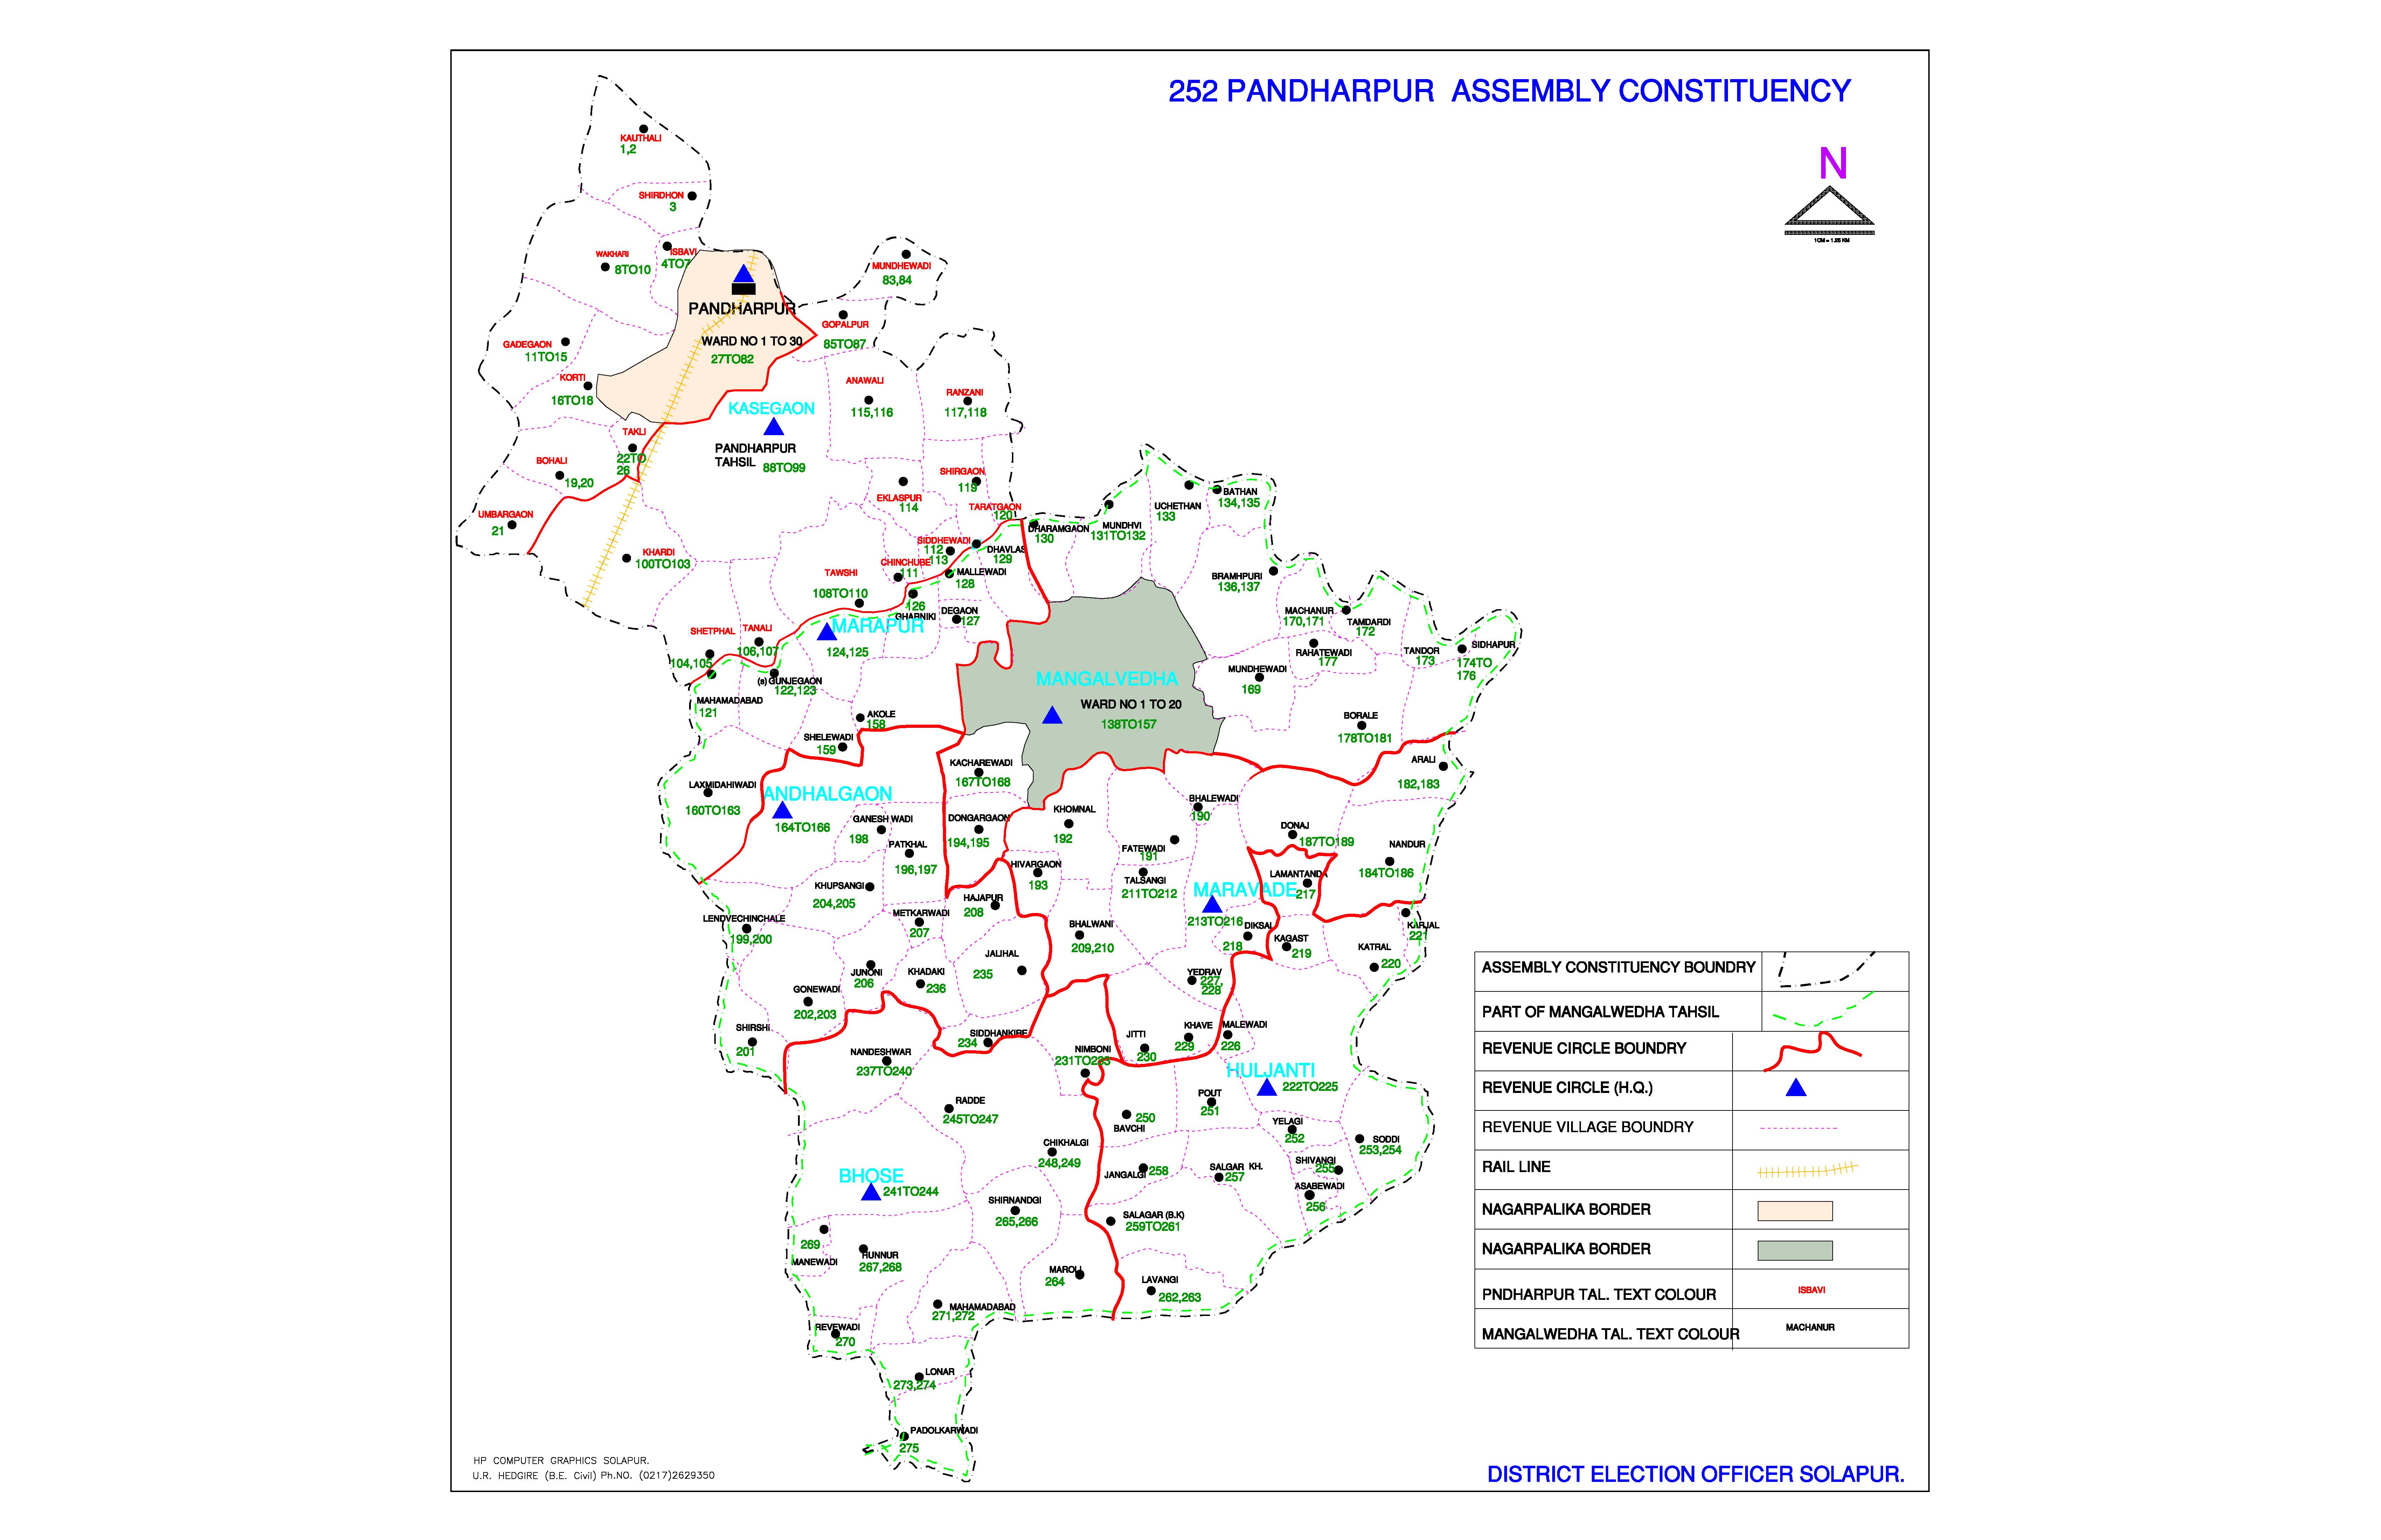 252 PANDHARPUR ASSEMBLY CONSTITUENCY
N
1CM = 1.25 KM
KAUTHALI
1,2
SHIRDHON
3
ISBAVI
4TO7
WAKHARI
8TO10
MUNDHEWADI
83,84
PANDHARPUR
WARD NO 1 TO 30
27TO82
GOPALPUR
85TO87
GADEGAON
11TO15
KORTI
16TO18
ANAWALI
115,116
RANZANI
117,118
KASEGAON
PANDHARPUR
TAHSIL
88TO99
TAKLI
22TO
26
BOHALI
19,20
SHIRGAON
119
EKLASPUR
114
UMBARGAON
21
TARATGAON
120
DHARAMGAON
130
MUNDHVI
131TO132
UCHETHAN
133
BATHAN
134,135
KHARDI
100TO103
SIDDHEWADI
112
113
DHAVLAS
129
CHINCHUBE
111
MALLEWADI
128
TAWSHI
108TO110
126
GHARNIKI
DEGAON
127
BRAMHPURI
136,137
MACHANUR
170,171
TAMDARDI
172
SHETPHAL
104,105
TANALI
106,107
MARAPUR
124,125
RAHATEWADI
177
TANDOR
173
SIDHAPUR
174TO
176
MUNDHEWADI
169
(s) GUNJEGAON
122,123
MAHAMADABAD
121
MANGALVEDHA
WARD NO 1 TO 20
138TO157
AKOLE
158
SHELEWADI
159
BORALE
178TO181
KACHAREWADI
167TO168
ARALI
182,183
LAXMIDAHIWADI
160TO163
ANDHALGAON
164TO166
GANESH WADI
198
DONGARGAON
194,195
KHOMNAL
192
BHALEWADI
190
DONAJ
187TO189
PATKHAL
196,197
FATEWADI
191
NANDUR
184TO186
HIVARGAON
193
TALSANGI
211TO212
LAMANTANDA
217
KHUPSANGI
204,205
MARAVADE
213TO216
HAJAPUR
208
METKARWADI
207
LENDVECHINCHALE
199,200
BHALWANI
209,210
DIKSAL
218
KAGAST
219
KARJAL
221
KATRAL
220
JALIHAL
235
JUNONI
206
KHADAKI
236
YEDRAV
227,
228
GONEWADI
202,203
SHIRSHI
201
SIDDHANKIRE
234
JITTI
230
KHAVE
229
MALEWADI
226
NANDESHWAR
237TO240
NIMBONI
231TO233
HULJANTI
222TO225
RADDE
245TO247
POUT
251
250
BAVCHI
YELAGI
252
SODDI
253,254
CHIKHALGI
248,249
JANGALGI
258
SALGAR KH.
257
SHIVANGI
255
ASABEWADI
256
BHOSE
241TO244
SHIRNANDGI
265,266
SALAGAR (B.K)
259TO261
269
MANEWADI
HUNNUR
267,268
MAROLI
264
LAVANGI
262,263
MAHAMADABAD
271,272
REVEWADI
270
LONAR
273,274
PADOLKARWADI
275
ASSEMBLY CONSTITUENCY BOUNDRY
PART OF MANGALWEDHA TAHSIL
REVENUE CIRCLE BOUNDRY
REVENUE CIRCLE (H.Q.)
REVENUE VILLAGE BOUNDRY
RAIL LINE
NAGARPALIKA BORDER
NAGARPALIKA BORDER
PNDHARPUR TAL. TEXT COLOUR
ISBAVI
MANGALWEDHA TAL. TEXT COLOUR
MACHANUR
HP COMPUTER GRAPHICS SOLAPUR.
U.R. HEDGIRE (B.E. Civil) Ph.NO. (0217)2629350
DISTRICT ELECTION OFFICER SOLAPUR.